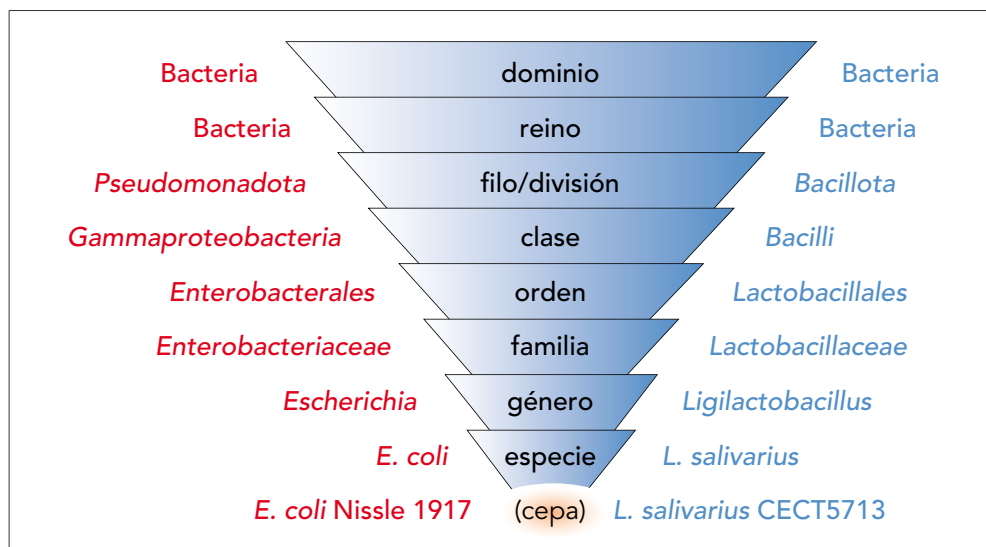 Bacteria dominio Bacteria
Bacteria reino Bacteria
Pseudomonadota filo/división Bacillota
Gammaproteobacteria clase Bacilli
Enterobacterales orden Lactobacillales
Enterobacteriaceae familia Lactobacillaceae
Escherichia género Ligilactobacillus
E. coli especie L. salivarius
E. coli Nissle 1917 (cepa) L. salivarius CECT5713